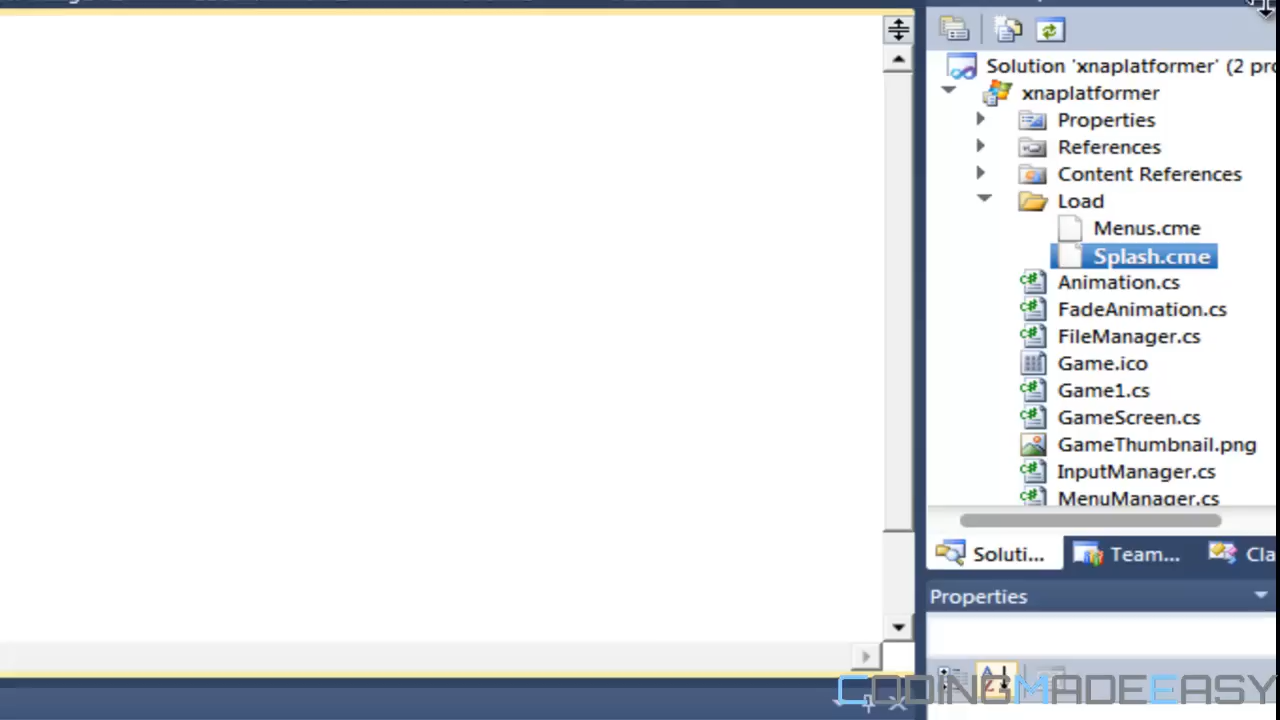 Solution 'xnaplatformer' (2 pro
xnaplatformer
Properties
References
Content References
Load
Menus.cme
Splash.cme
Animation.cs
FadeAnimation.cs
FileManager.cs
Game.ico
Game1.cs
GameScreen.cs
GameThumbnail.png
InputManager.cs
MenuManager.cs
Soluti...
Team...
Cla
Properties
CODINGMADEEASY